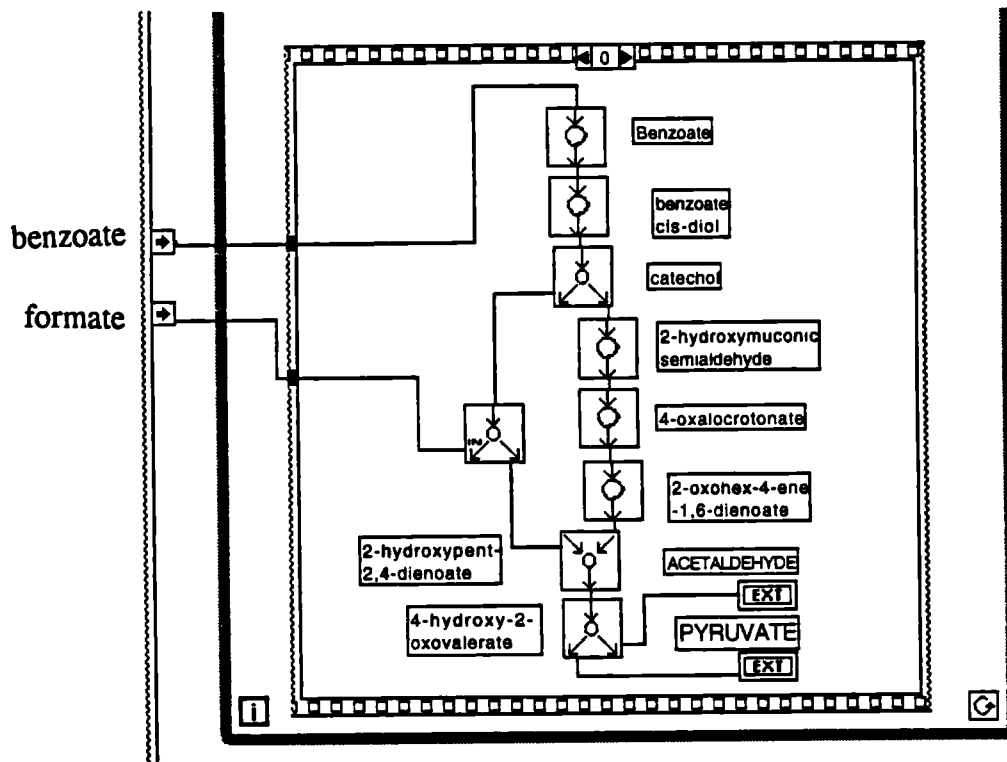 0
Benzoate
benzoate
cis-diol
benzoate
catechol
formate
2-hydroxymuconic
semialdehyde
4-oxalocrotonate
IN
2-oxohex-4-ene
-1,6-dienoate
2-hydroxypent-
2,4-dienoate
ACETALDEHYDE
EXT
4-hydroxy-2-
oxovalerate
PYRUVATE
EXT
i